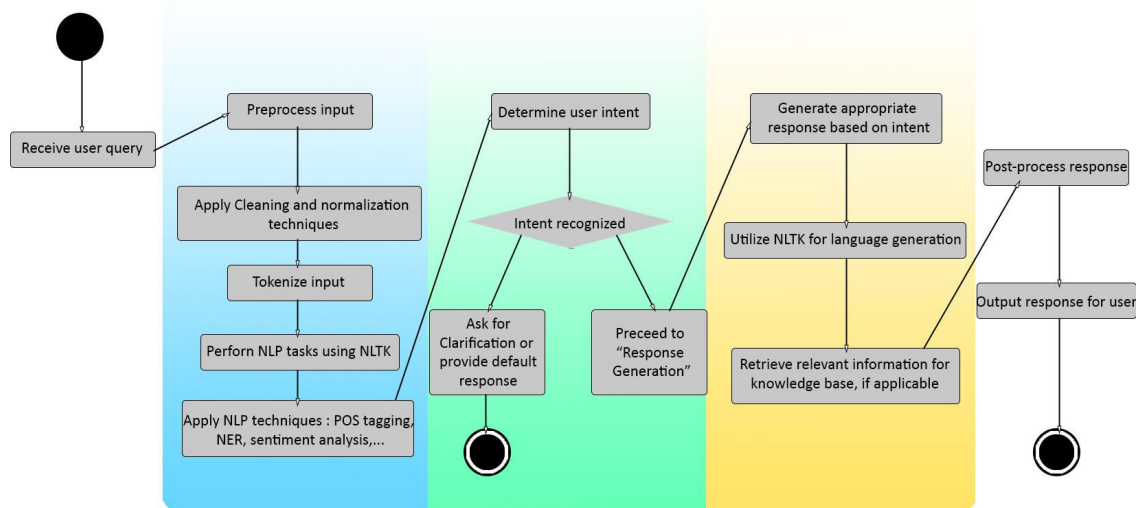 Receive user query
Preprocess input
Apply Cleaning and normalization
techniques
Tokenize input
Perforn NLP tasks using NLTK
Apply NLP techniques : POS tagging,
NER, sentiment analysis,...
Determine user intent
Intent recognized
Ask for
Clarification or
provide default
response
Preceed to
“Response
Generation”
Generate appropriate
response based on intent
Utilize NLTK for language generation
Retrieve relevant information for
knowledge base, if applicable
Post-process response
Output response for user